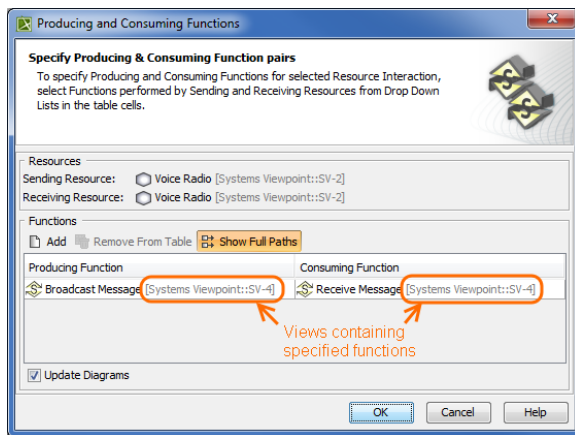 Producing and Consuming Functions
Specify Producing & Consuming Function pairs
To specify Producing and Consuming Functions for selected Resource Interaction,
select Functions performed by Sending and Receiving Resources from Drop Down
Lists in the table cells.
Resources
Sending Resource: Voice Radio [Systems Viewpoint::SV-2]
Receiving Resource: Voice Radio [Systems Viewpoint::SV-2]
Functions
Add Remove From Table Show Full Paths
Producing Function Consuming Function
Broadcast Message [Systems Viewpoint::SV-4] Receive Message [Systems Viewpoint::SV-4]
Views containing
specified functions
Update Diagrams
OK Cancel Help